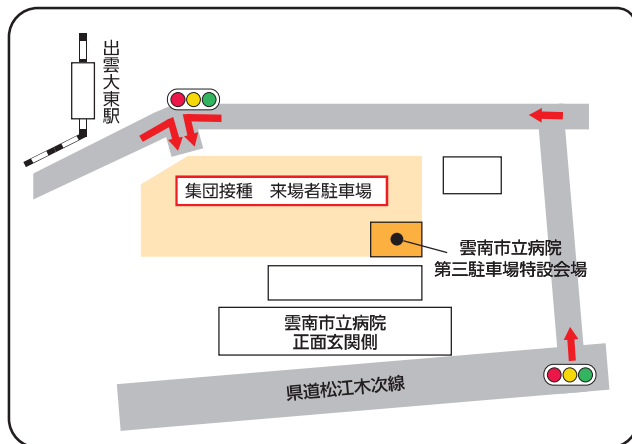 出雲大東駅
集団接種　来場者駐車場
雲南市立病院
第三駐車場特設会場
雲南市立病院
正面玄関側
県道松江木次線